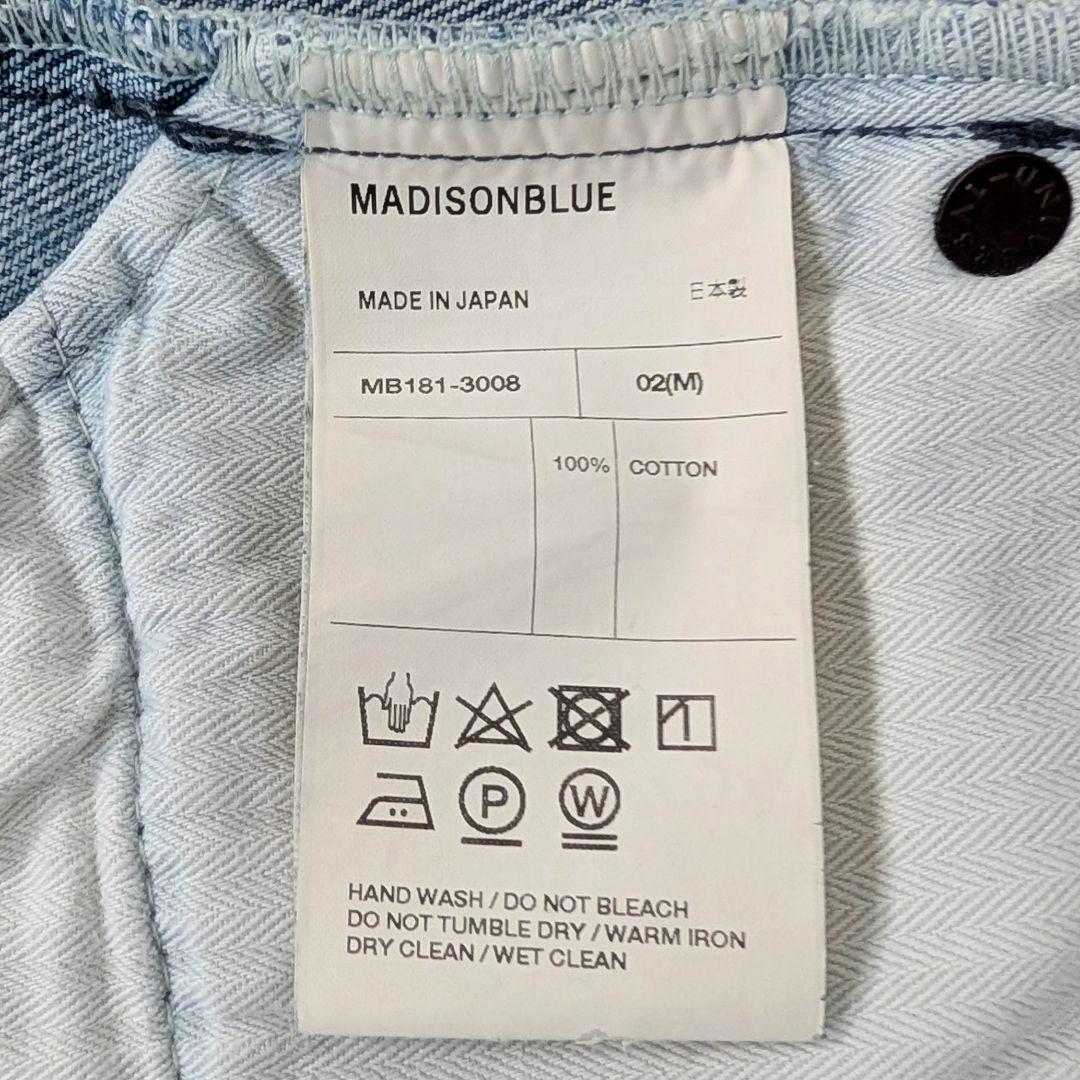 MADISONBLUE
MADE IN JAPAN 日本製
MB181-3008 02(M)
100% COTTON
P W
HAND WASH / DO NOT BLEACH
DO NOT TUMBLE DRY / WARM IRON
DRY CLEAN / WET CLEAN